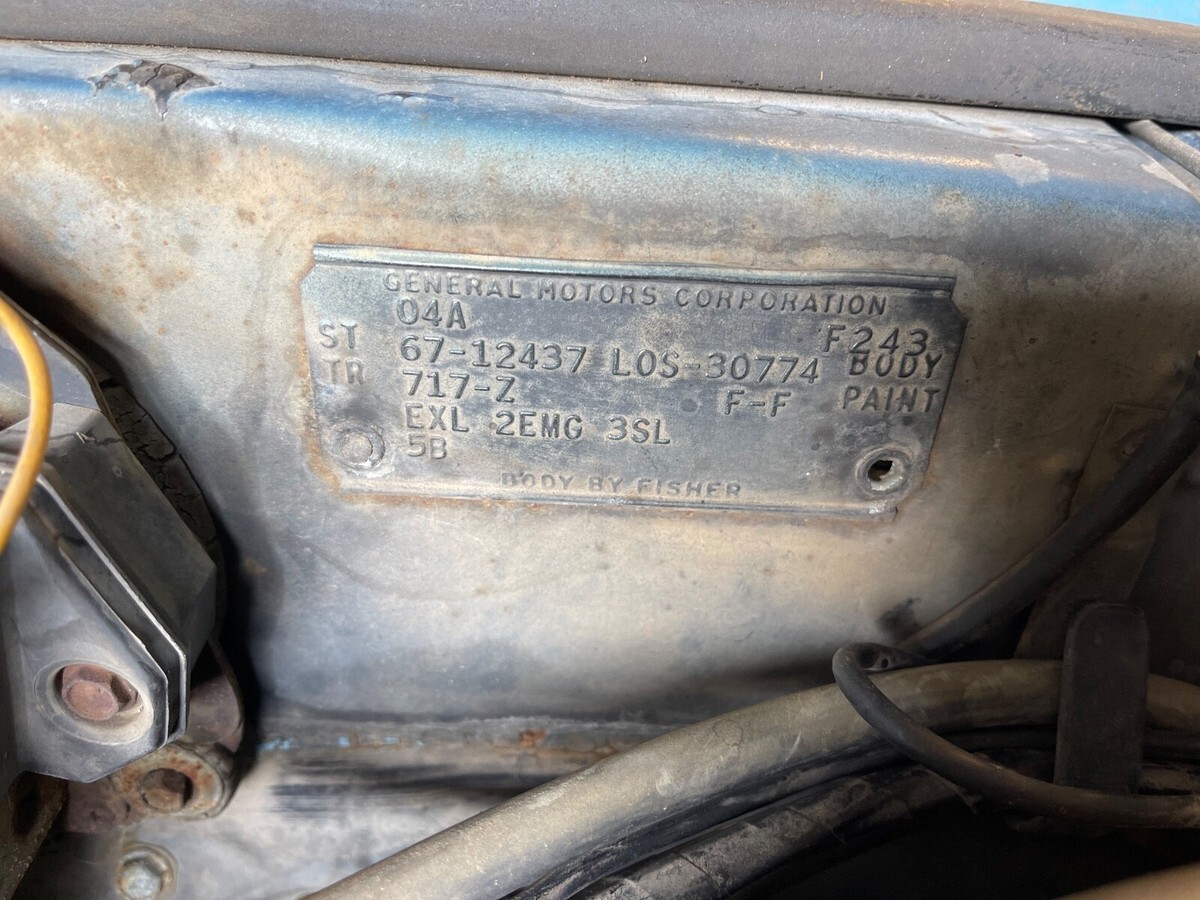 GENERAL MOTORS CORPORATION
04A F243
ST 67-12437 LOS-30774 BODY
TR 717-Z F-F PAINT
EXL 2EMG 3SL
5B
BODY BY FISHER